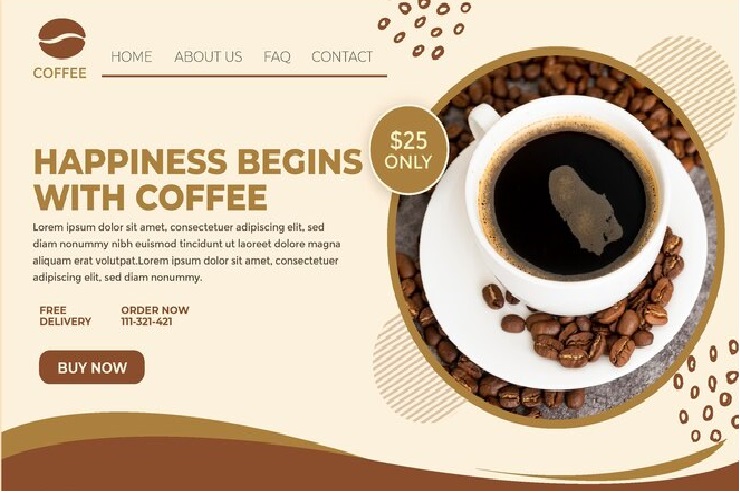 COFFEE
HOME ABOUT US FAQ CONTACT
$25
ONLY
HAPPINESS BEGINS
WITH COFFEE
Lorem ipsum dolor sit amet, consectetuer adipiscing elit, sed
diam nonummy nibh euismod tincidunt ut laoreet dolore magna
aliquam erat volutpat.Lorem ipsum dolor sit amet, consectetuer
adipiscing elit, sed diam nonummy.
FREE
DELIVERY
ORDER NOW
111-321-421
BUY NOW